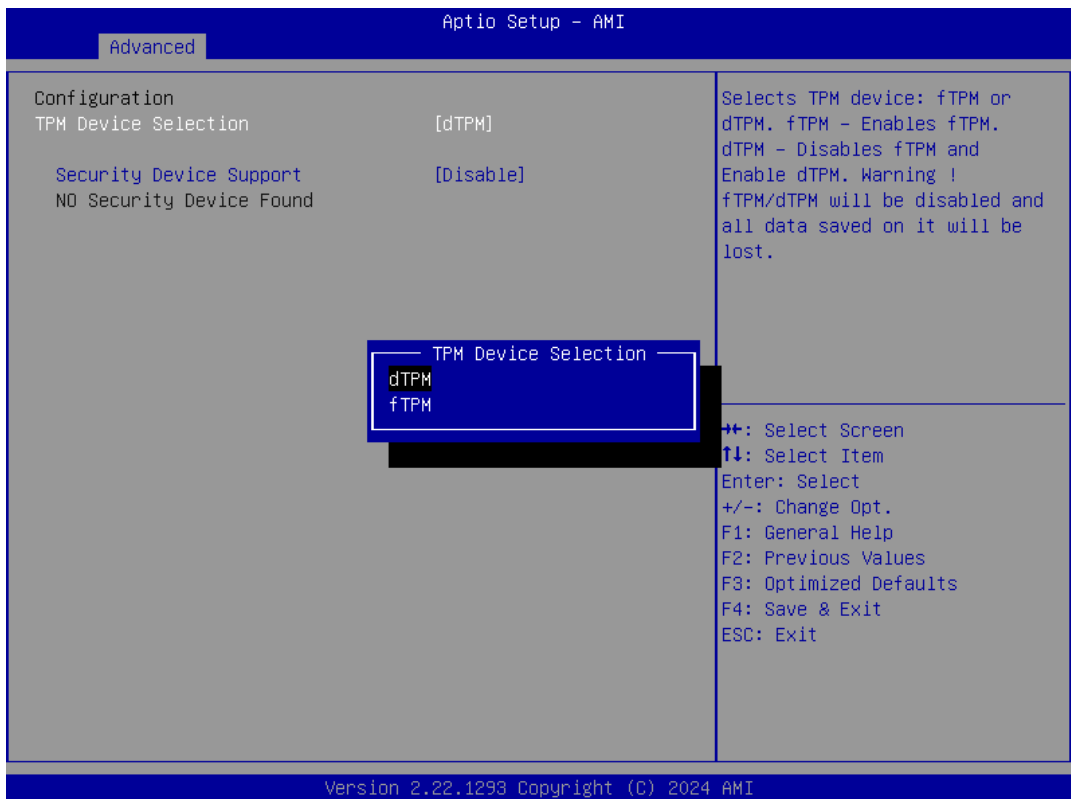 Aptio Setup – AMI
Advanced
Configuration
TPM Device Selection [dTPM]
Security Device Support [Disable]
NO Security Device Found
TPM Device Selection
dTPM
fTPM
Selects TPM device: fTPM or
dTPM. fTPM – Enables fTPM.
dTPM – Disables fTPM and
Enable dTPM. Warning !
fTPM/dTPM will be disabled and
all data saved on it will be
lost.
→←: Select Screen
↑↓: Select Item
Enter: Select
+/-: Change Opt.
F1: General Help
F2: Previous Values
F3: Optimized Defaults
F4: Save & Exit
ESC: Exit
Version 2.22.1293 Copyright (C) 2024 AMI